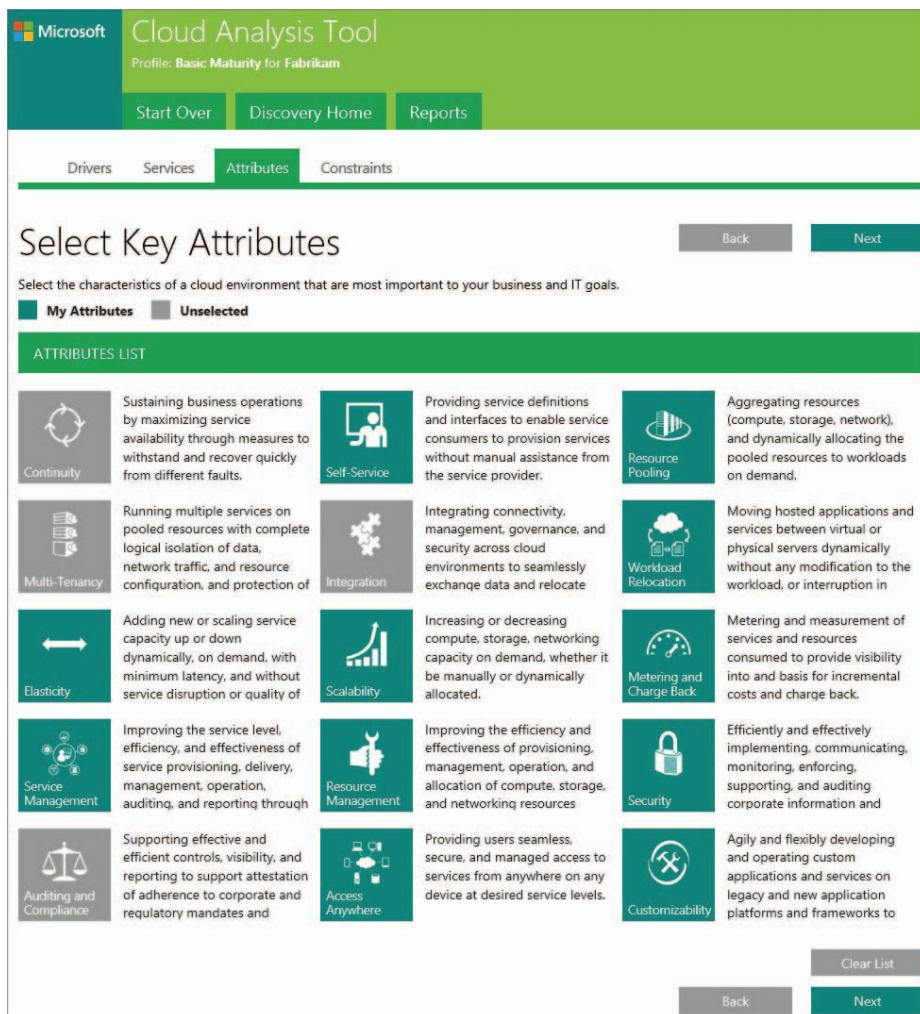 Microsoft
Cloud Analysis Tool
Profile: Basic Maturity for Fabrikam
Start Over
Discovery Home
Reports
Drivers
Services
Attributes
Constraints
Select Key Attributes
Back
Next
Select the characteristics of a cloud environment that are most important to your business and IT goals.
My Attributes
Unselected
ATTRIBUTES LIST
Continuity
Sustaining business operations
by maximizing service
availability through measures to
withstand and recover quickly
from different faults.
Self-Service
Providing service definitions
and interfaces to enable service
consumers to provision services
without manual assistance from
the service provider.
Resource
Pooling
Aggregating resources
(compute, storage, network),
and dynamically allocating the
pooled resources to workloads
on demand.
Multi-Tenancy
Running multiple services on
pooled resources with complete
logical isolation of data,
network traffic, and resource
configuration, and protection of
Integration
Integrating connectivity,
management, governance, and
security across cloud
environments to seamlessly
exchange data and relocate
Workload
Relocation
Moving hosted applications and
services between virtual or
physical servers dynamically
without any modification to the
workload, or interruption in
Elasticity
Adding new or scaling service
capacity up or down
dynamically, on demand, with
minimum latency, and without
service disruption or quality of
Scalability
Increasing or decreasing
compute, storage, networking
capacity on demand, whether it
be manually or dynamically
allocated.
Metering and
Charge Back
Metering and measurement of
services and resources
consumed to provide visibility
into and basis for incremental
costs and charge back.
Service
Management
Improving the service level,
efficiency, and effectiveness of
service provisioning, delivery,
management, operation,
auditing, and reporting through
Resource
Management
Improving the efficiency and
effectiveness of provisioning,
management, operation, and
allocation of compute, storage,
and networking resources
Security
Efficiently and effectively
implementing, communicating,
monitoring, enforcing,
supporting, and auditing
corporate information and
Auditing and
Compliance
Supporting effective and
efficient controls, visibility, and
reporting to support attestation
of adherence to corporate and
regulatory mandates and
Access
Anywhere
Providing users seamless,
secure, and managed access to
services from anywhere on any
device at desired service levels.
Customizability
Agily and flexibly developing
and operating custom
applications and services on
legacy and new application
platforms and frameworks to
Clear List
Back
Next